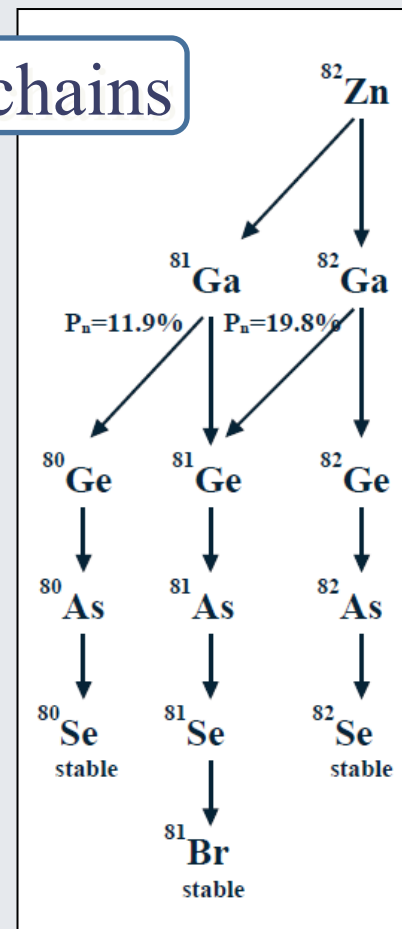 chains
⁸²Zn
⁸¹Ga ⁸²Ga
Pₙ=11.9% Pₙ=19.8%
⁸⁰Ge ⁸¹Ge ⁸²Ge
⁸⁰As ⁸¹As ⁸²As
⁸⁰Se ⁸¹Se ⁸²Se
stable stable
⁸¹Br
stable